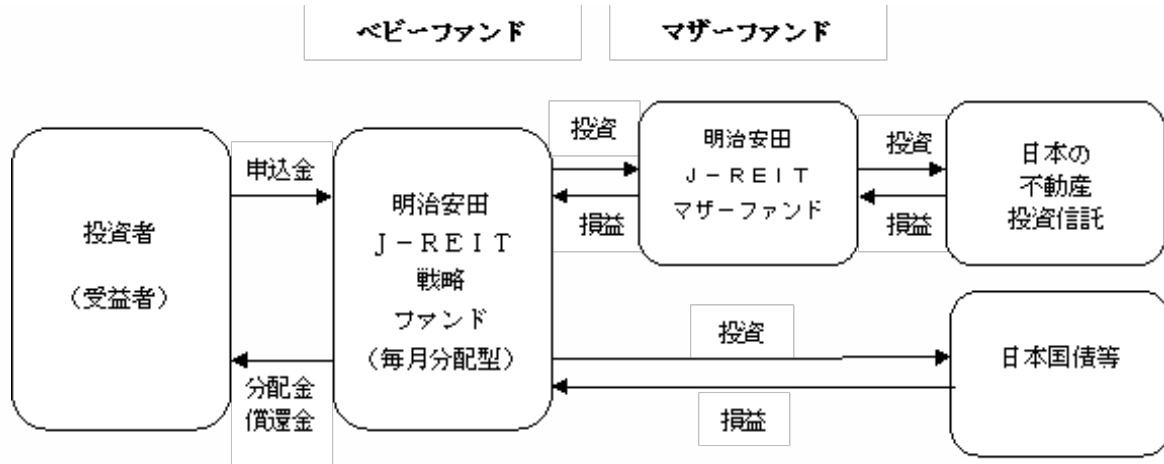 ベビーファンド
マザーファンド
投資者
（受益者）
申込金
分配金
償還金
明治安田
Ｊ－ＲＥＩＴ
戦略
ファンド
（毎月分配型）
投資
損益
明治安田
Ｊ－ＲＥＩＴ
マザーファンド
投資
損益
日本の
不動産
投資信託
投資
損益
日本国債等